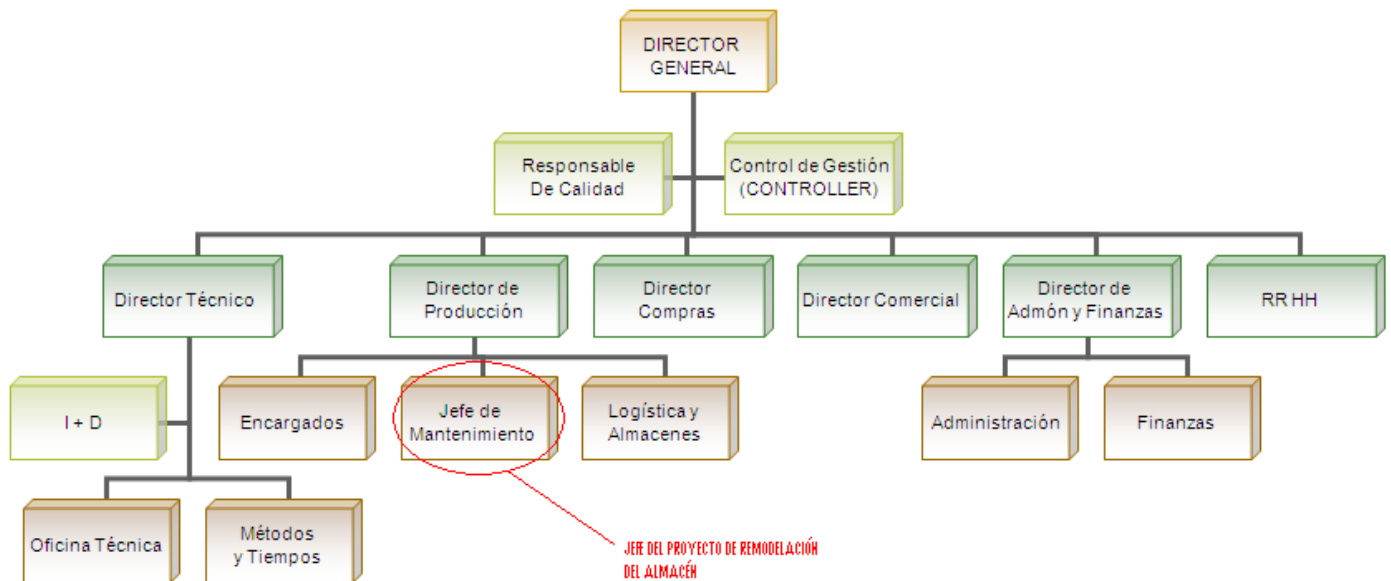 DIRECTOR
GENERAL
Responsable
De Calidad
Control de Gestión
(CONTROLLER)
Director Técnico
Director de
Producción
Director
Compras
Director Comercial
Director de
Admón y Finanzas
RR HH
I + D
Encargados
Jefe de
Mantenimiento
Logística y
Almacenes
Administración
Finanzas
Oficina Técnica
Métodos
y Tiempos
JEFE DEL PROYECTO DE REMODELACIÓN
DEL ALMACÉN